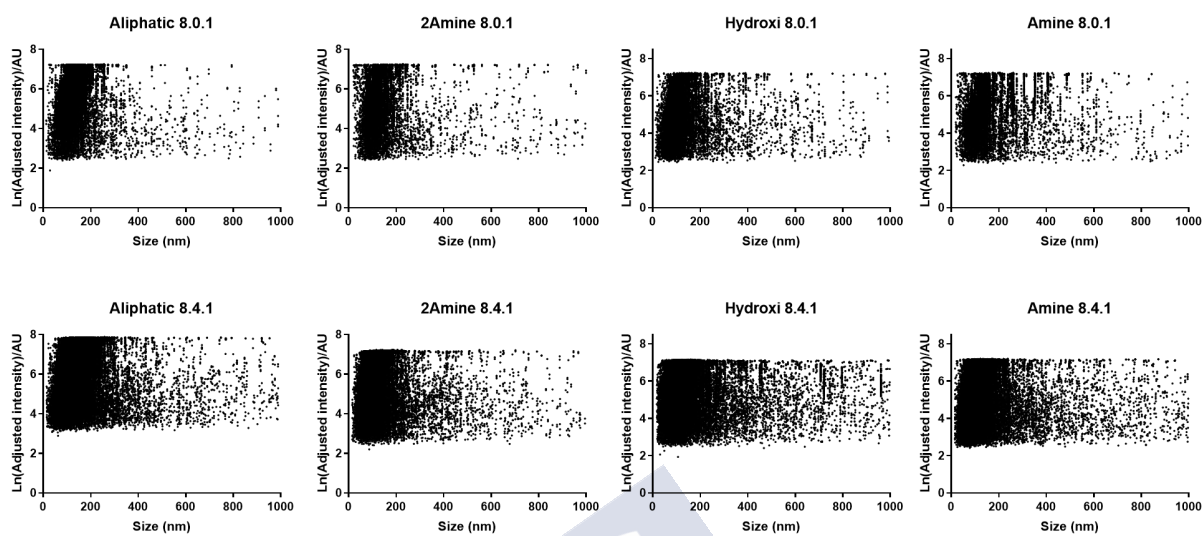 Aliphatic 8.0.1
2Amine 8.0.1
Hydroxi 8.0.1
Amine 8.0.1
Ln(Adjusted intensity)/AU
8
6
4
2
0
0 200 400 600 800 1000
Size (nm)
Ln(Adjusted intensity)/AU
8
6
4
2
0
0 200 400 600 800 1000
Size (nm)
Ln(Adjusted intensity)/AU
8
6
4
2
0
0 200 400 600 800 1000
Size (nm)
Ln(Adjusted intensity)/AU
8
6
4
2
0
0 200 400 600 800 1000
Size (nm)
Aliphatic 8.4.1
2Amine 8.4.1
Hydroxi 8.4.1
Amine 8.4.1
Ln(Adjusted intensity)/AU
8
6
4
2
0
0 200 400 600 800 1000
Size (nm)
Ln(Adjusted intensity)/AU
8
6
4
2
0
0 200 400 600 800 1000
Size (nm)
Ln(Adjusted intensity)/AU
8
6
4
2
0
0 200 400 600 800 1000
Size (nm)
Ln(Adjusted intensity)/AU
8
6
4
2
0
0 200 400 600 800 1000
Size (nm)